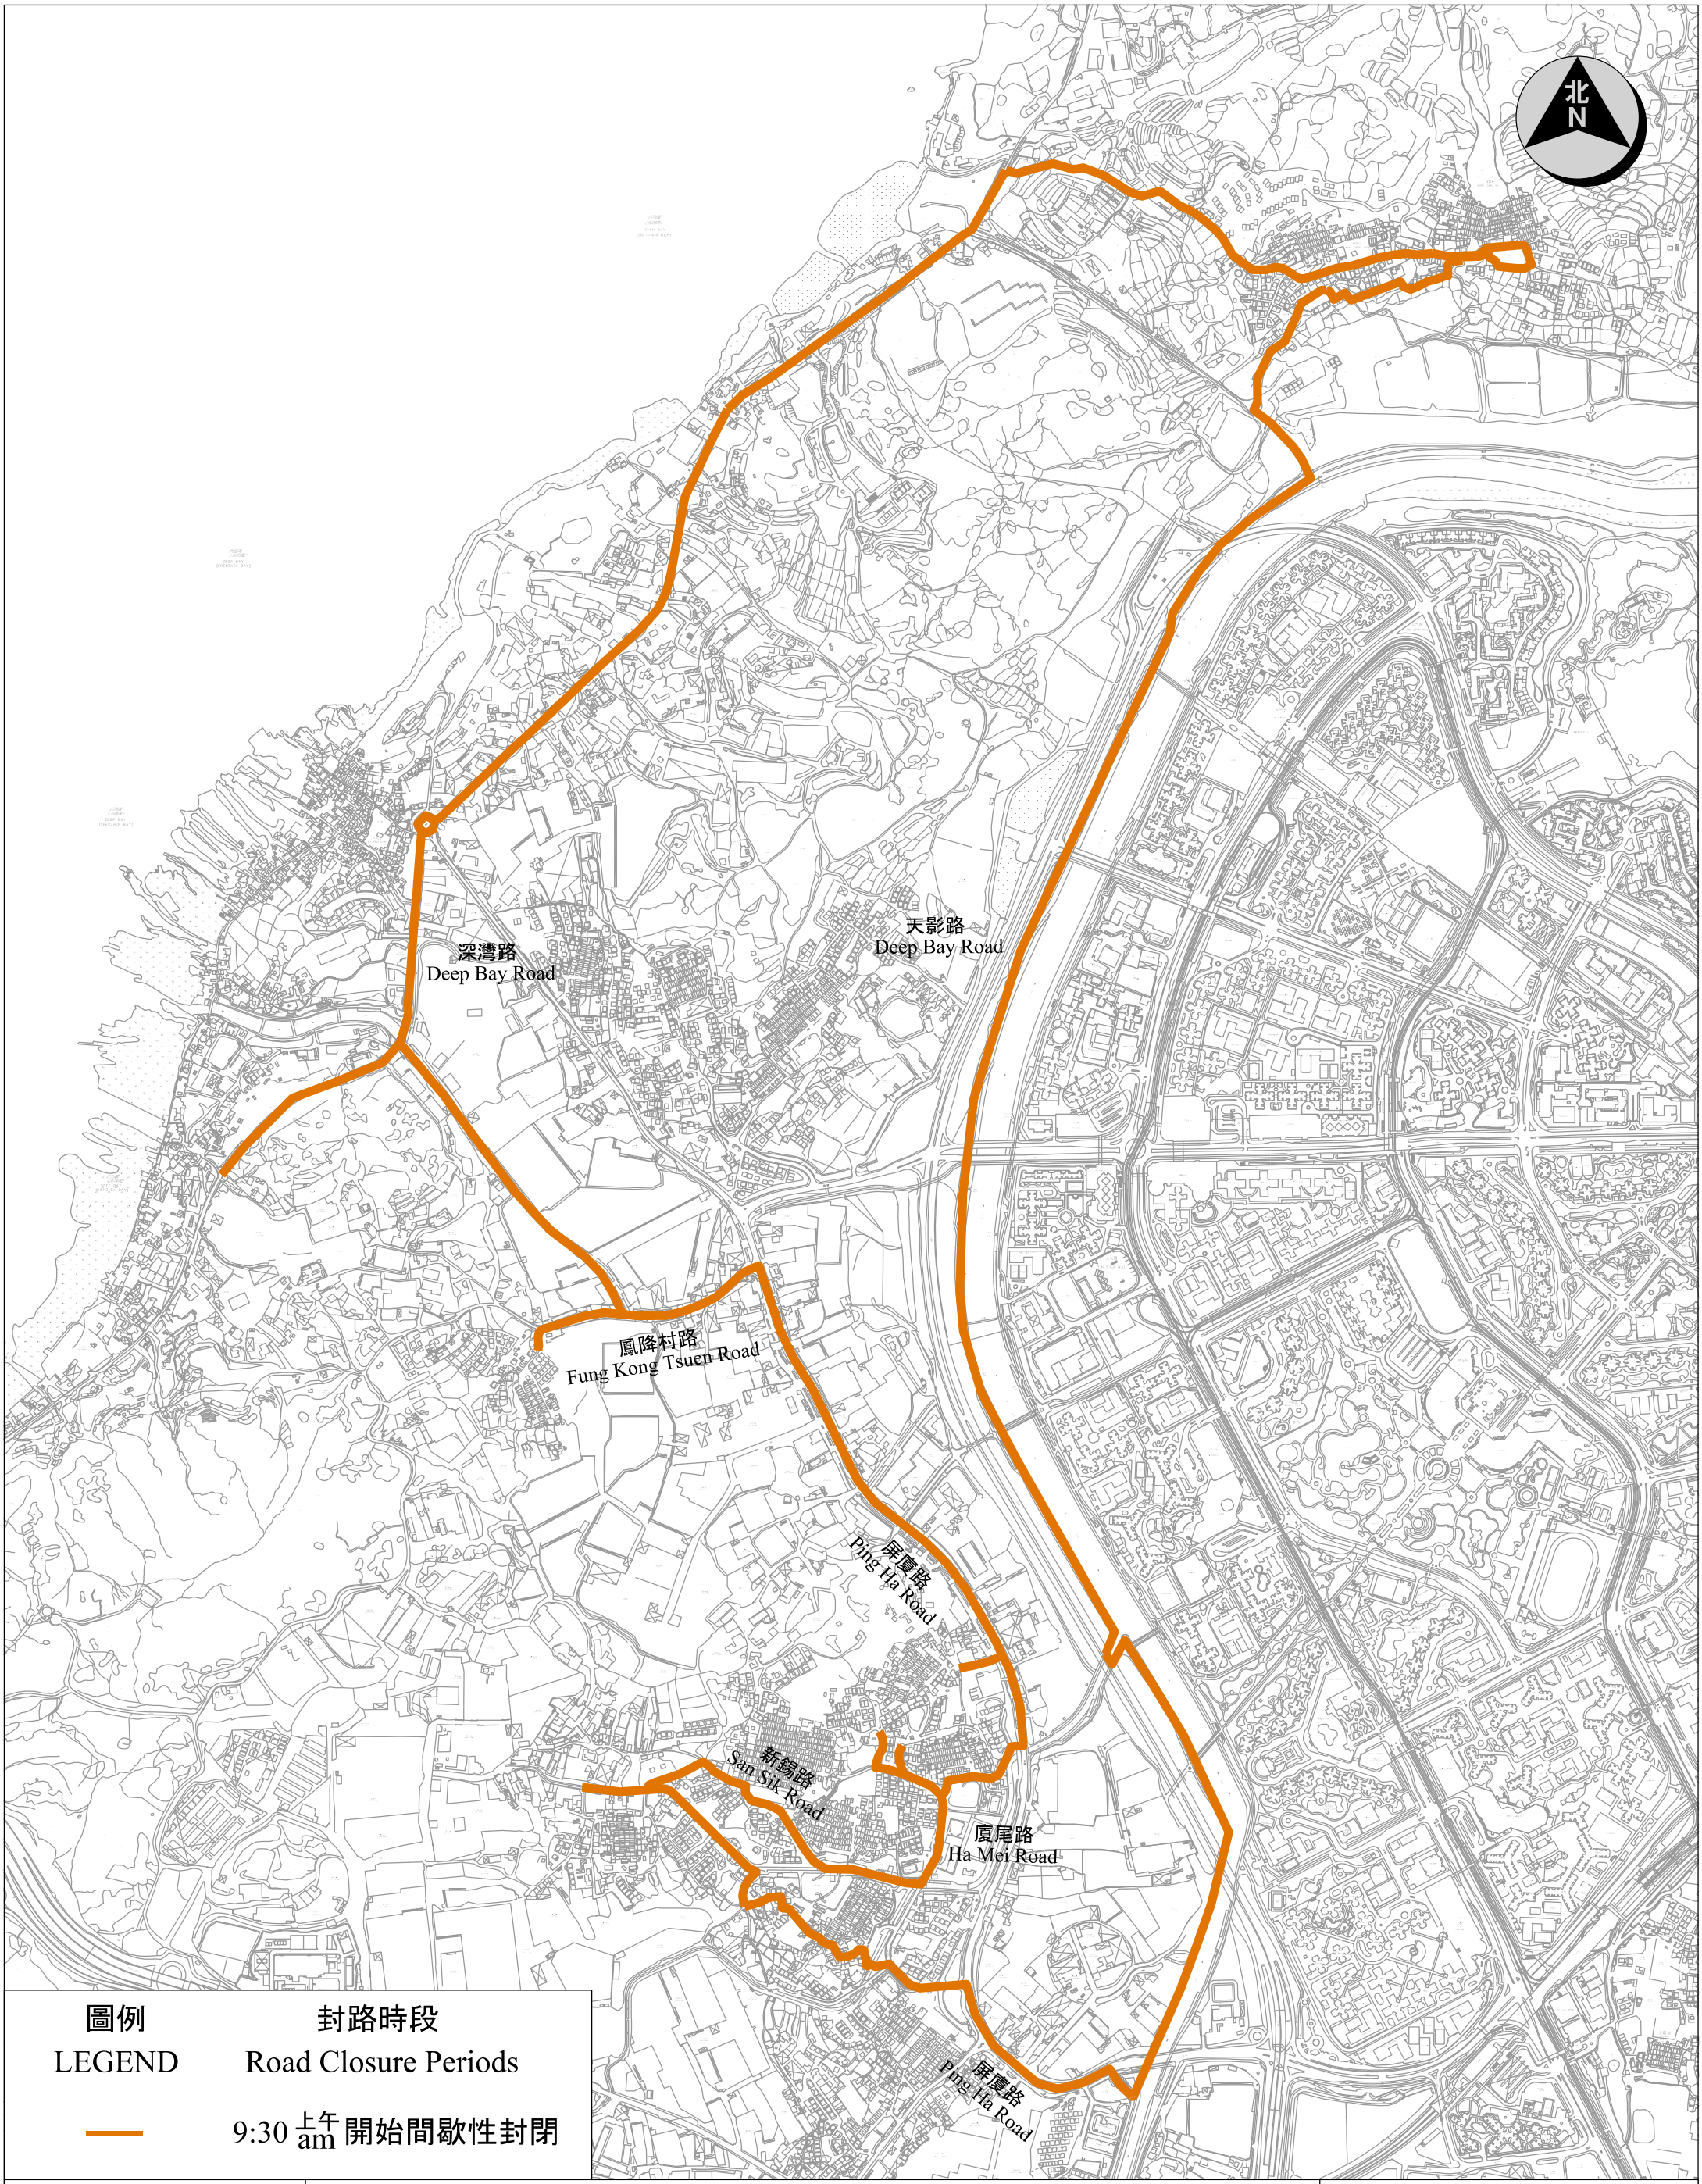 北
N
天影路
Deep Bay Road
深灣路
Deep Bay Road
鳳降村路
Fung Kong Tsuen Road
屏廈路
Ping Ha Road
新錫路
San Sik Road
廈尾路
Ha Mei Road
屏廈路
Ping Ha Road
圖例
LEGEND
封路時段
Road Closure Periods
9:30 上午 am 開始間歇性封閉